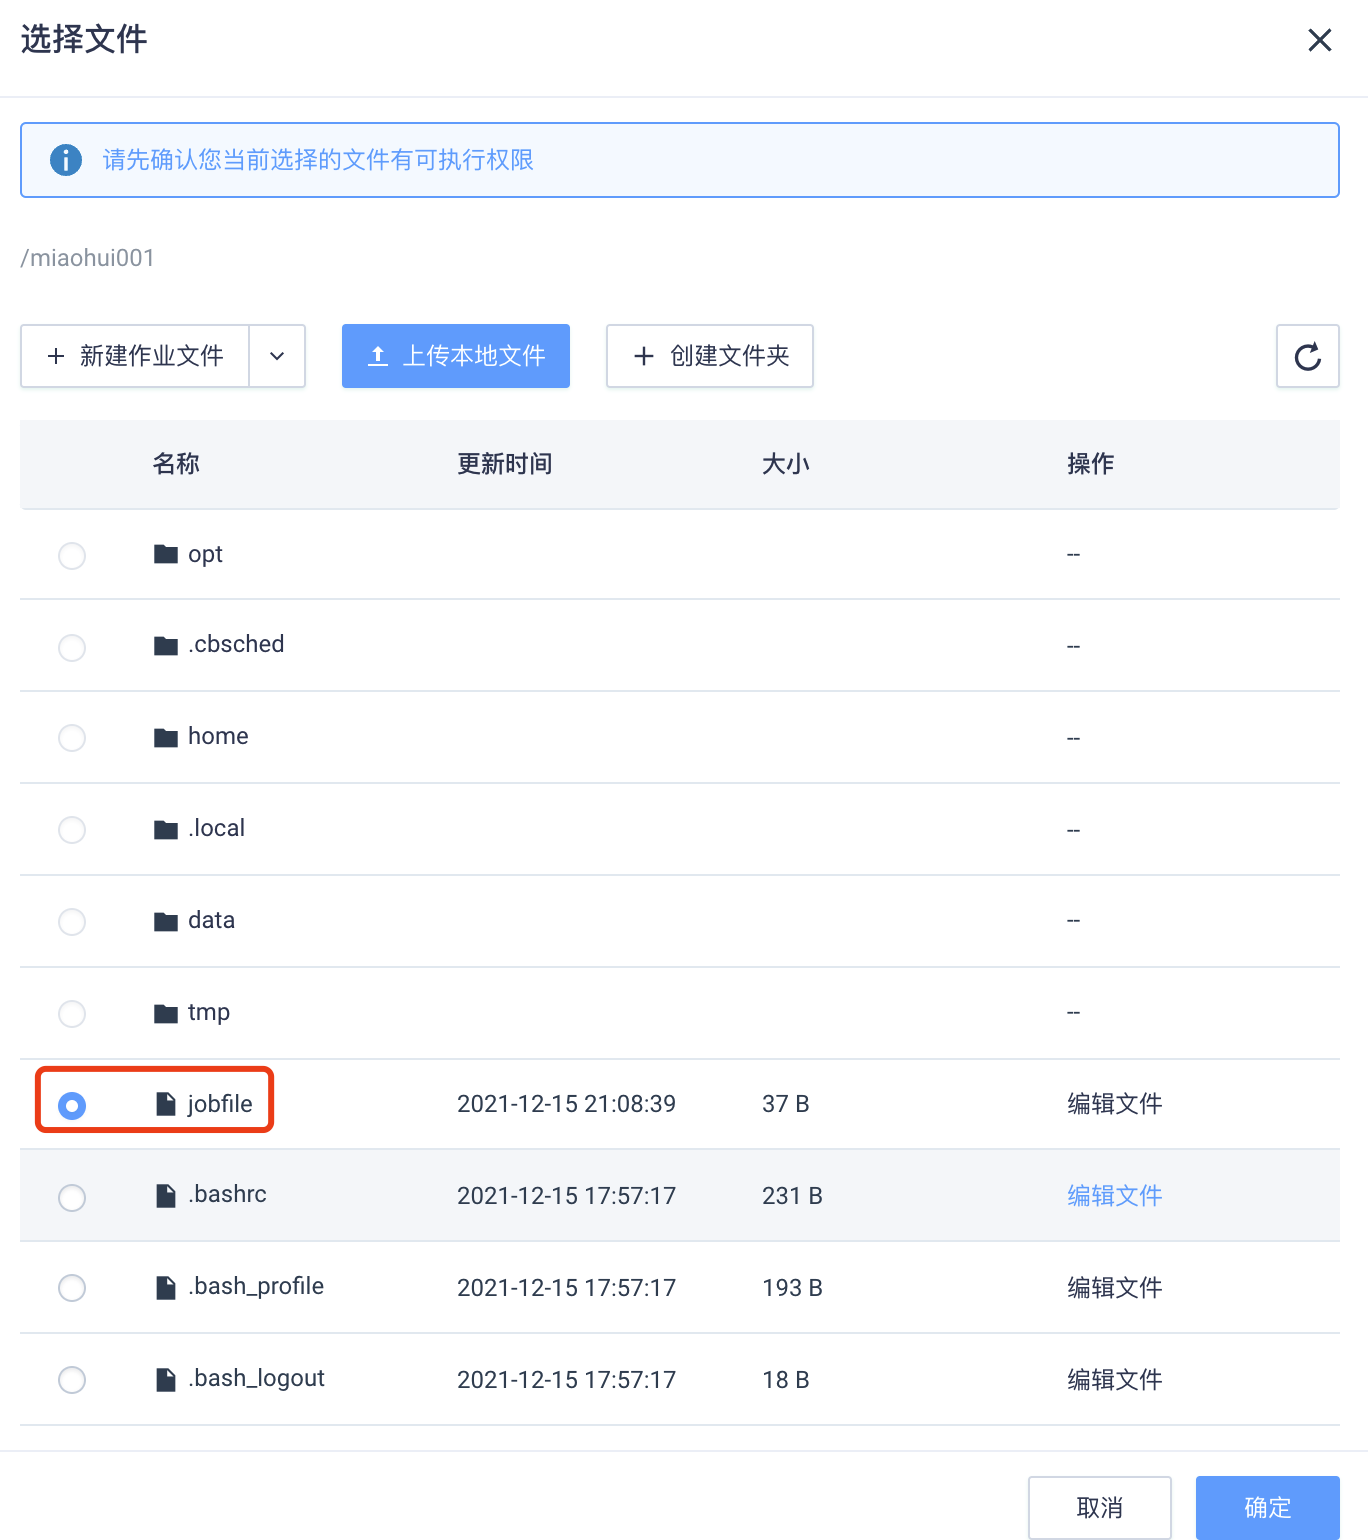 选择文件
请先确认您当前选择的文件有可执行权限
/miaohui001
新建作业文件 上传本地文件 创建文件夹
名称 更新时间 大小 操作
opt --
.cbsched --
home --
.local --
data --
tmp --
jobfile 2021-12-15 21:08:39 37 B 编辑文件
.bashrc 2021-12-15 17:57:17 231 B 编辑文件
.bash_profile 2021-12-15 17:57:17 193 B 编辑文件
.bash_logout 2021-12-15 17:57:17 18 B 编辑文件
取消 确定